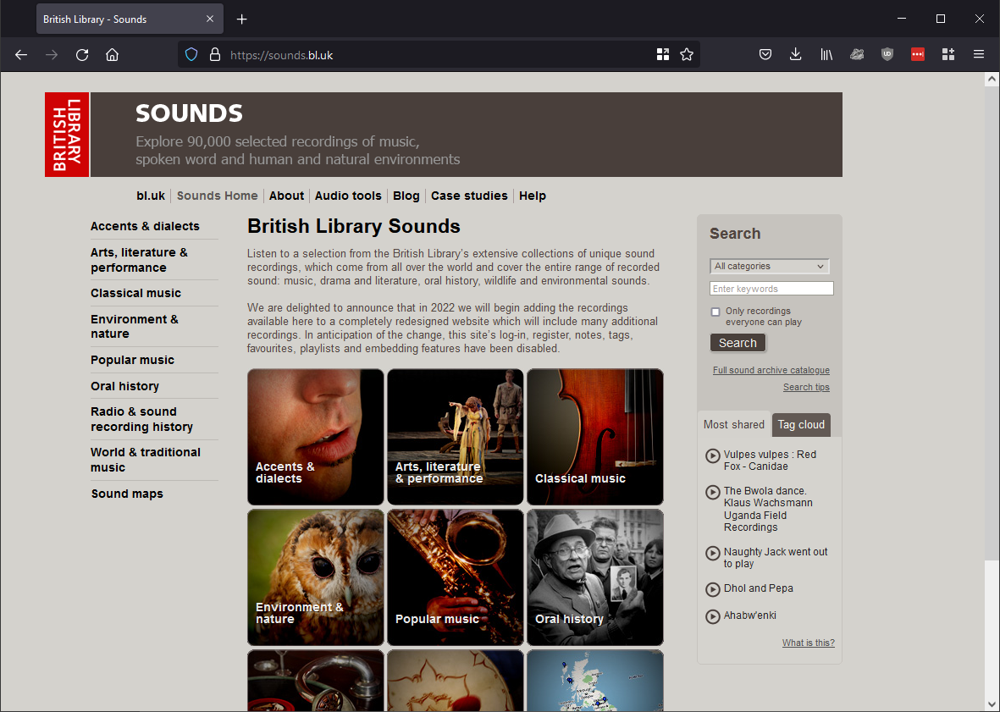 British Library - Sounds
https://sounds.bl.uk
LIBRARY
BRITISH
SOUNDS
Explore 90,000 selected recordings of music,
spoken word and human and natural environments
bl.uk
Sounds Home
About
Audio tools
Blog
Case studies
Help
Accents & dialects
Arts, literature &
performance
Classical music
Environment &
nature
Popular music
Oral history
Radio & sound
recording history
World & traditional
music
Sound maps
British Library Sounds
Listen to a selection from the British Library's extensive collections of unique sound
recordings, which come from all over the world and cover the entire range of recorded
sound: music, drama and literature, oral history, wildlife and environmental sounds.
We are delighted to announce that in 2022 we will begin adding the recordings
available here to a completely redesigned website which will include many additional
recordings. In anticipation of the change, this site's log-in, register, notes, tags,
favourites, playlists and embedding features have been disabled.
Accents &
dialects
Arts, literature
& performance
Classical music
Environment &
nature
Popular music
Oral history
Search
All categories
Enter keywords
Only recordings
everyone can play
Search
Full sound archive catalogue
Search tips
Most shared
Tag cloud
Vulpes vulpes : Red
Fox - Canidae
The Bwola dance.
Klaus Wachsmann
Uganda Field
Recordings
Naughty Jack went out
to play
Dhol and Pepa
Ahabw'enki
What is this?